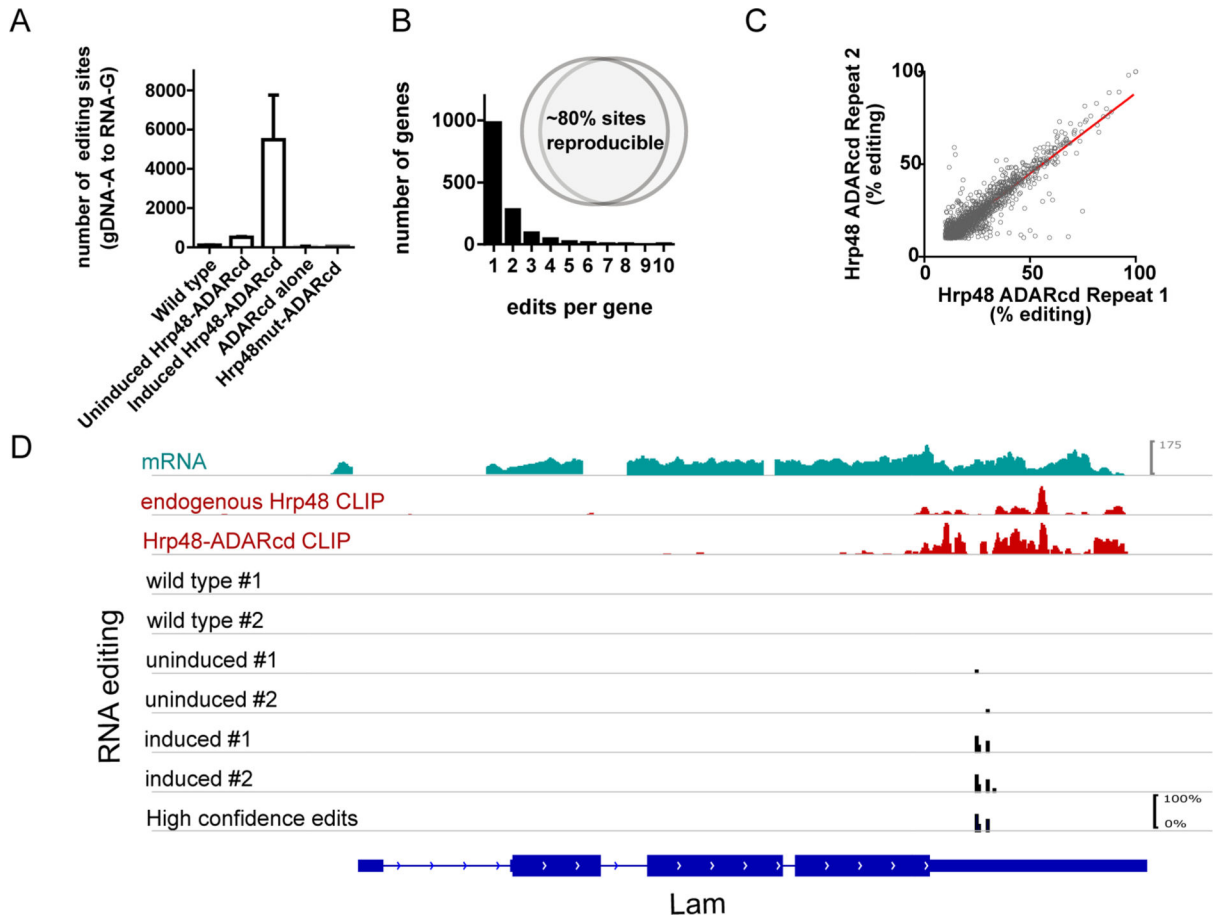 A
number of editing sites
(gDNA-A to RNA-G)
8000
6000
4000
2000
0
Wild type
Uninduced Hrp48-ADARcd
Induced Hrp48-ADARcd
ADARcd alone
Hrp48mut-ADARcd
B
number of genes
1000
500
0
~80% sites
reproducible
1 2 3 4 5 6 7 8 9 10
edits per gene
C
Hrp48 ADARcd Repeat 2
(% editing)
100
50
0
0 50 100
Hrp48 ADARcd Repeat 1
(% editing)
D
mRNA
175
endogenous Hrp48 CLIP
Hrp48-ADARcd CLIP
RNA editing
wild type #1
wild type #2
uninduced #1
uninduced #2
induced #1
induced #2
High confidence edits
100%
0%
Lam